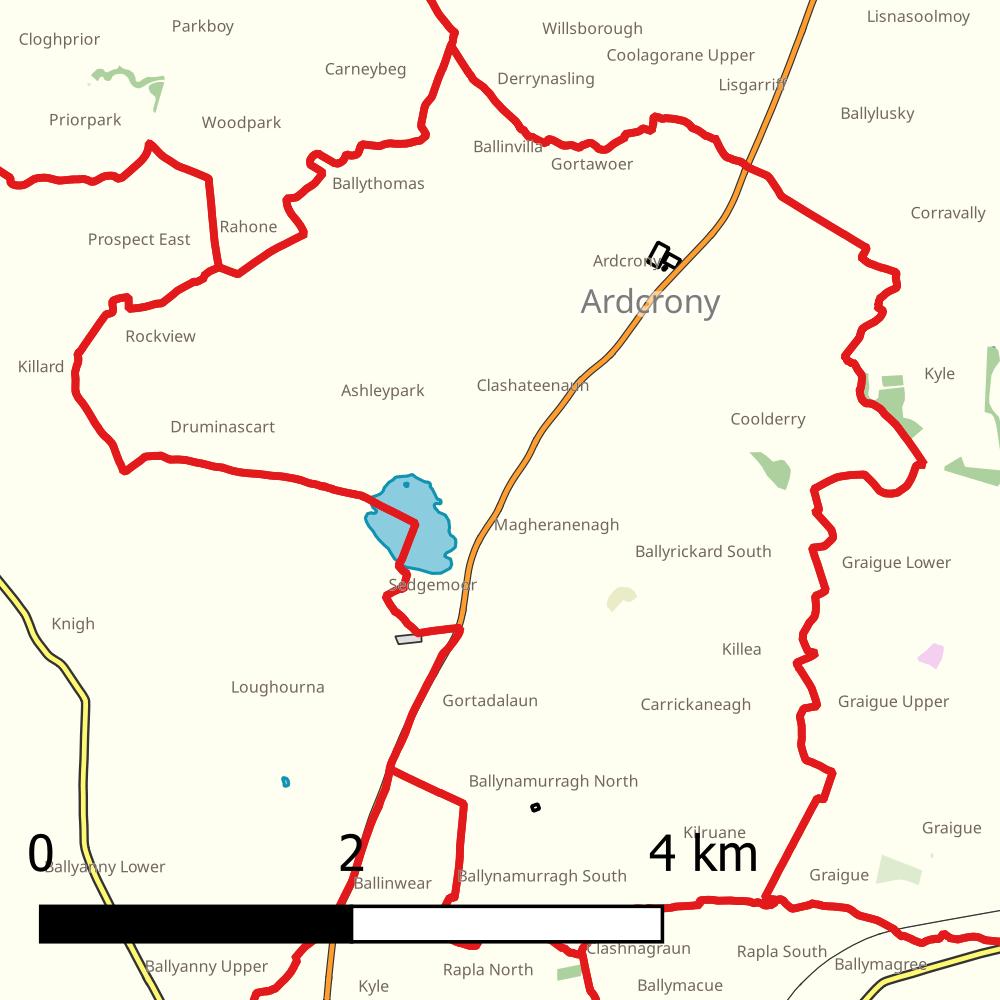 Lisnasoolmoy
Parkboy
Willsborough
Cloghprior
Coolagorane Upper
Carneybeg
Derrynasling
Lisgarriff
Ballylusky
Priorpark
Woodpark
Ballinvilla
Gortawoer
Ballythomas
Corravally
Rahone
Prospect East
Ardcrony
Ardcrony
Rockview
Killard
Kyle
Clashateenaun
Ashleypark
Coolderry
Druminascart
Magheranenagh
Ballyrickard South
Graigue Lower
Sedgemoor
Knigh
Killea
Loughourna
Gortadalaun
Carrickaneagh
Graigue Upper
Ballynamurragh North
Graigue
Kilruane
0 2 4 km
Ballyanny Lower
Graigue
Ballynamurragh South
Ballinwear
Clashnagraun
Rapla South
Ballymagree
Ballyanny Upper
Rapla North
Kyle
Ballymacue